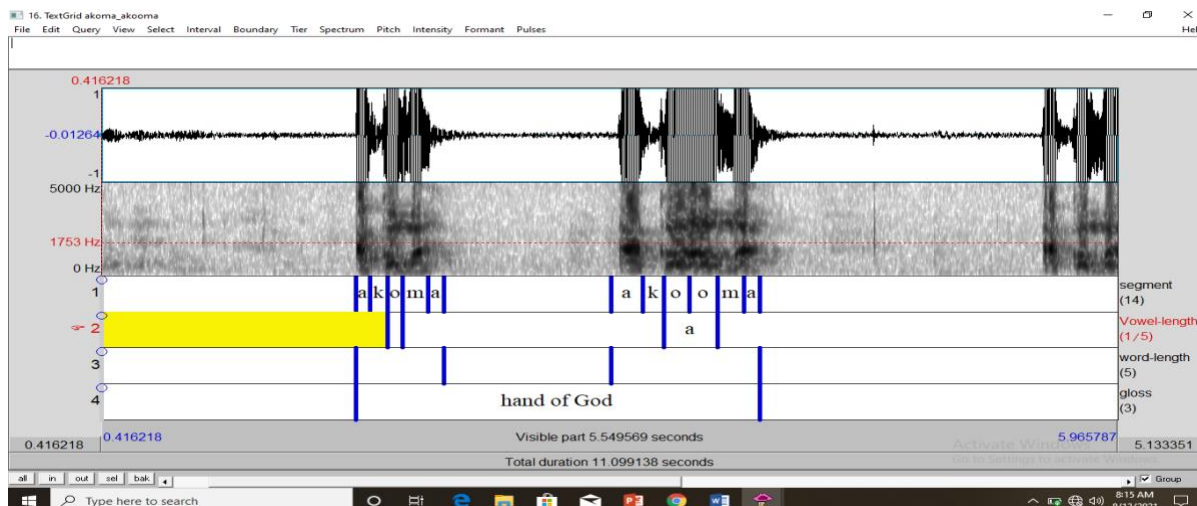 16. TextGrid akoma_akooma
File Edit Query View Select Interval Boundary Tier Spectrum Pitch Intensity Formant Pulses Hel
0.416218
1
-0.01264
-1
5000 Hz
1753 Hz
0 Hz
1 a k o m a a k o o m a segment (14)
2 a Vowel-length (1/5)
3 word-length (5)
4 hand of God gloss (3)
0.416218 0.416218 Visible part 5.549569 seconds 5.965787 5.133351
Total duration 11.099138 seconds
Activate Windows
Go to Settings to activate Windows.
all in out sel bak Group
Type here to search
8:15 AM